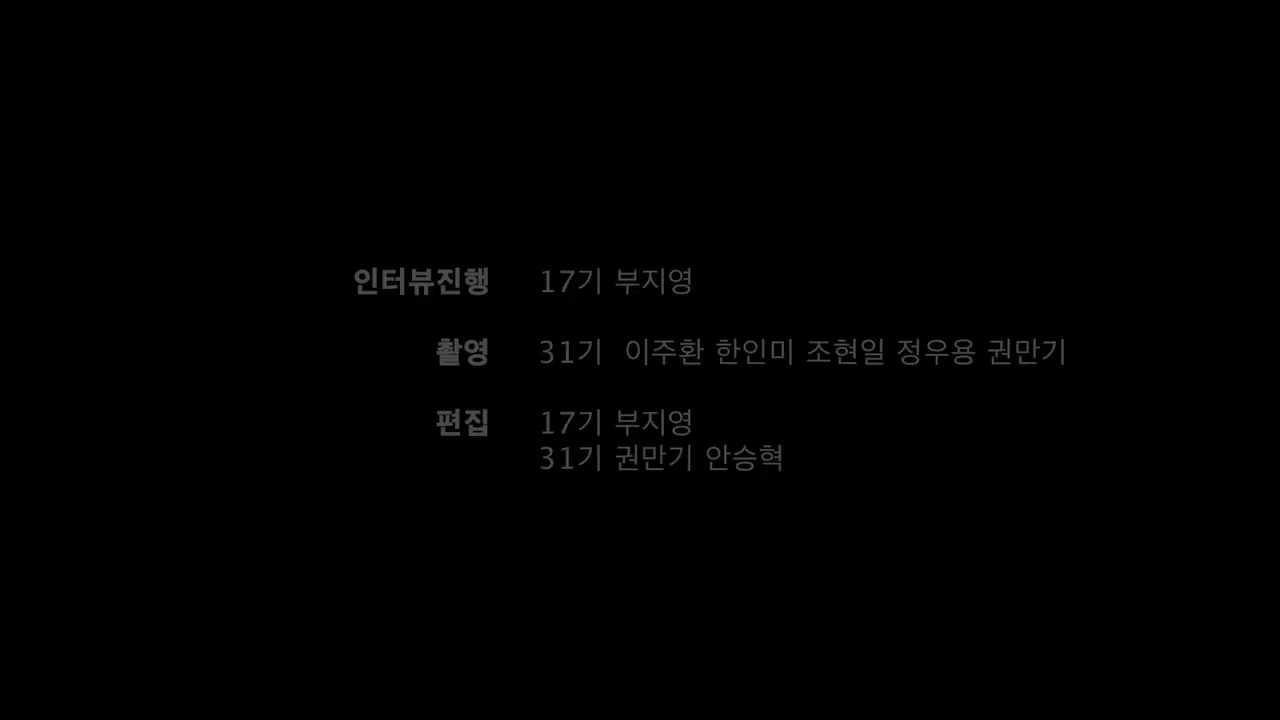 인터뷰진행 17기 부지영
촬영 31기 이주환 한인미 조현일 정우용 권만기
편집 17기 부지영
31기 권만기 안승혁